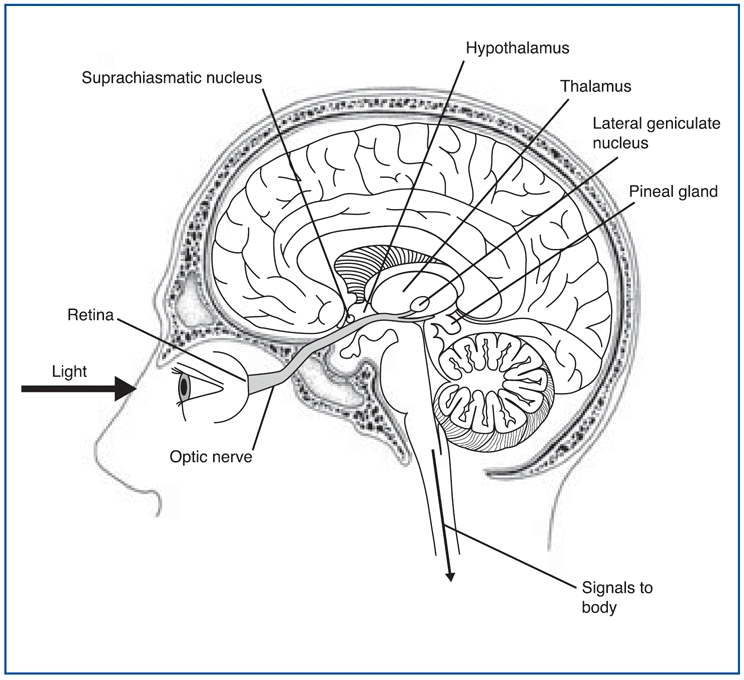 Hypothalamus
Suprachiasmatic nucleus
Thalamus
Lateral geniculate
nucleus
Pineal gland
Retina
Light
Optic nerve
Signals to
body